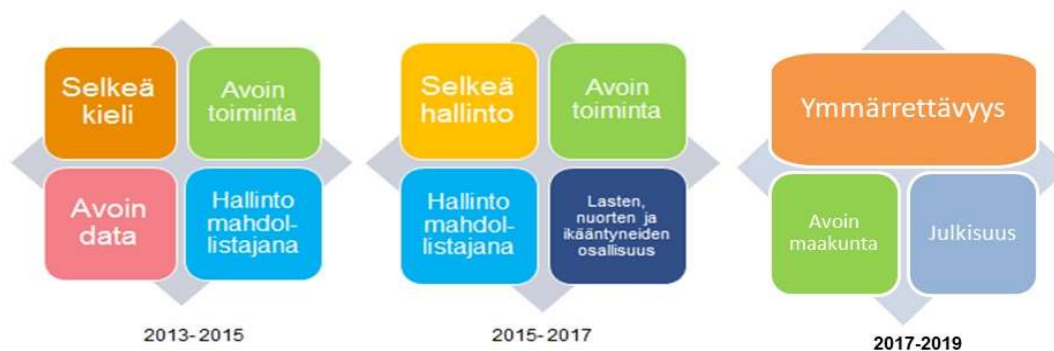 Selkeä
kieli
Avoin
toiminta
Avoin
data
Hallinto
mahdol-
listajana
2013-2015
Selkeä
hallinto
Avoin
toiminta
Hallinto
mahdol-
listajana
Lasten,
nuorten ja
ikääntyneiden
osallisuus
2015-2017
Ymmärrettävyys
Avoin
maakunta
Julkisuus
2017-2019